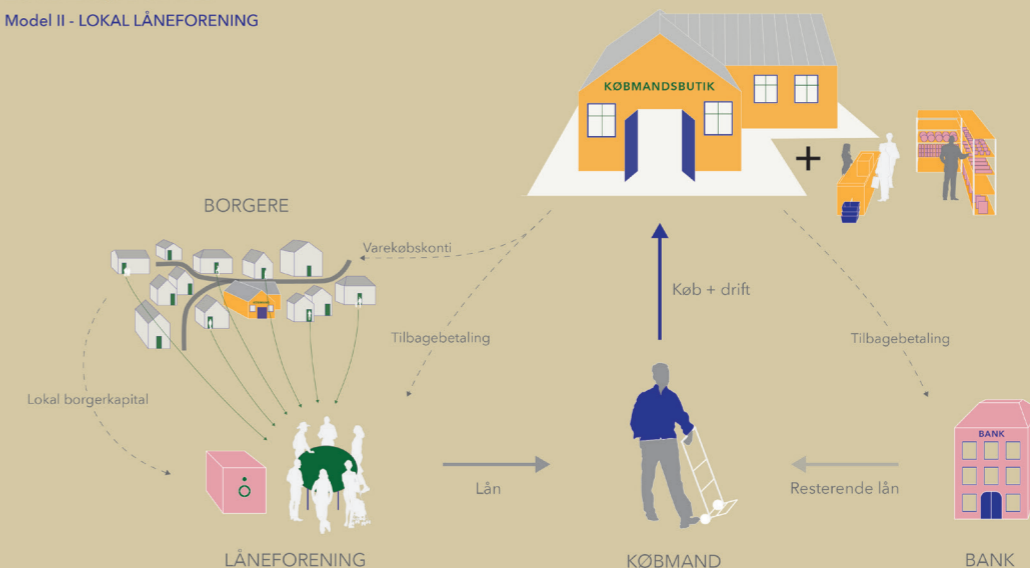 Model II - LOKAL LÅNEFORENING
KØBMANDSBUTIK
BORGERE
Varekøbskonti
Køb + drift
Tilbagebetaling
Tilbagebetaling
Lokal borgerkapital
BANK
Lån
Resterende lån
LÅNEFORENING
KØBMAND
BANK